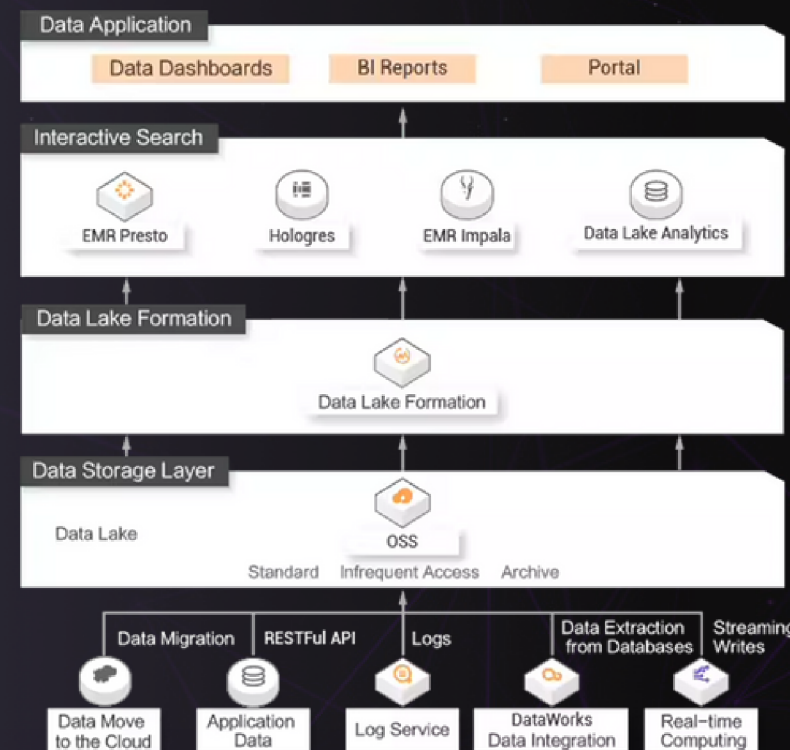 Data Application
Data Dashboards
BI Reports
Portal
Interactive Search
EMR Presto
Hologres
EMR Impala
Data Lake Analytics
Data Lake Formation
Data Lake Formation
Data Storage Layer
Data Lake
OSS
Standard
Infrequent Access
Archive
Data Migration
RESTFul API
Logs
Data Extraction
from Databases
Streaming
Writes
Data Move
to the Cloud
Application
Data
Log Service
DataWorks
Data Integration
Real-time
Computing